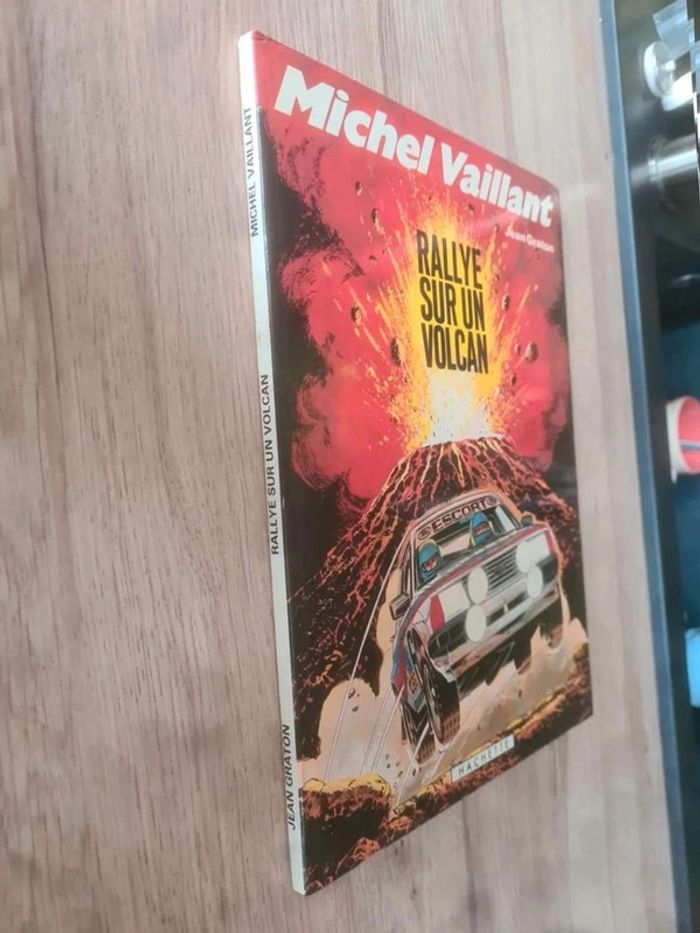 MICHEL VAILLANT
RALLYE SUR UN VOLCAN
JEAN GRATON
Michel Vaillant
Jean Graton
RALLYE
SUR UN
VOLCAN
ESCORT
HACHETTE